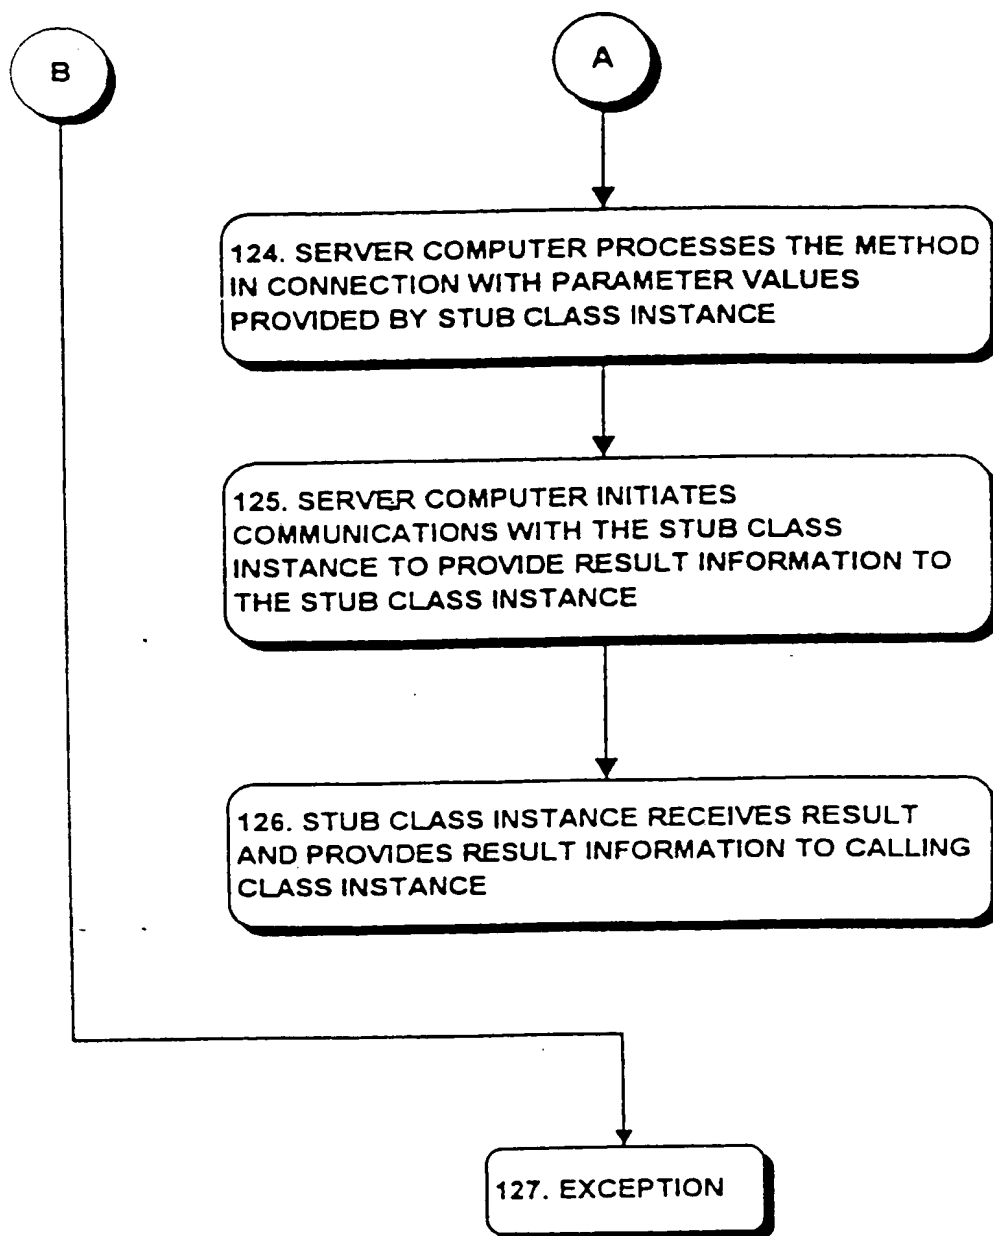 B
A
124. SERVER COMPUTER PROCESSES THE METHOD
IN CONNECTION WITH PARAMETER VALUES
PROVIDED BY STUB CLASS INSTANCE
125. SERVER COMPUTER INITIATES
COMMUNICATIONS WITH THE STUB CLASS
INSTANCE TO PROVIDE RESULT INFORMATION TO
THE STUB CLASS INSTANCE
126. STUB CLASS INSTANCE RECEIVES RESULT
AND PROVIDES RESULT INFORMATION TO CALLING
CLASS INSTANCE
127. EXCEPTION